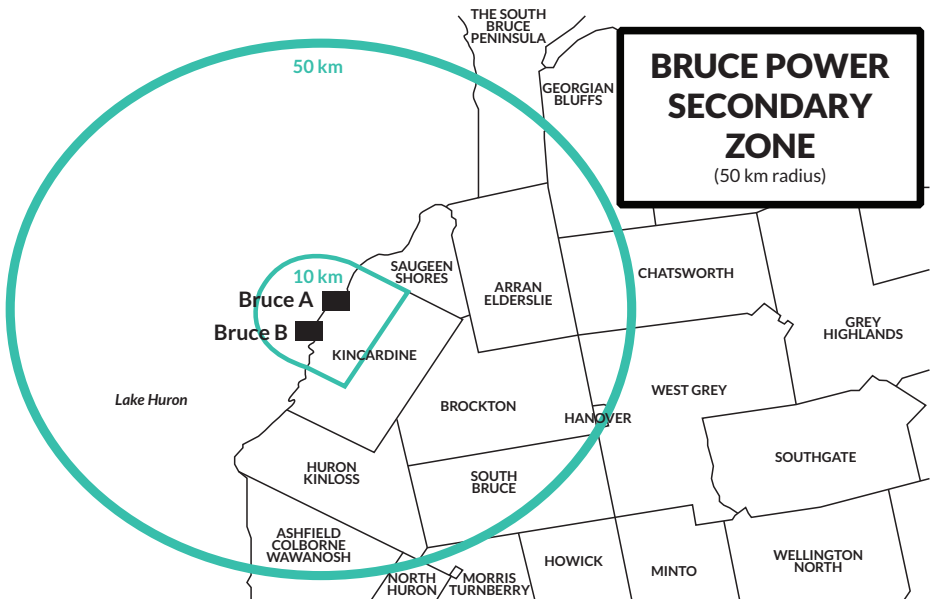 THE SOUTH
BRUCE
PENINSULA
BRUCE POWER
SECONDARY
ZONE
(50 km radius)
50 km
GEORGIAN
BLUFFS
SAUGEEN
SHORES
10 km
CHATSWORTH
ARRAN
ELDERSLIE
Bruce A
Bruce B
GREY
HIGHLANDS
KINCARDINE
Lake Huron
WEST GREY
BROCKTON
HANOVER
SOUTHGATE
HURON
KINLOSS
SOUTH
BRUCE
ASHFIELD
COLBORNE
WAWANOSH
HOWICK
WELLINGTON
NORTH
MINTO
NORTH
HURON
MORRIS
TURNBERRY